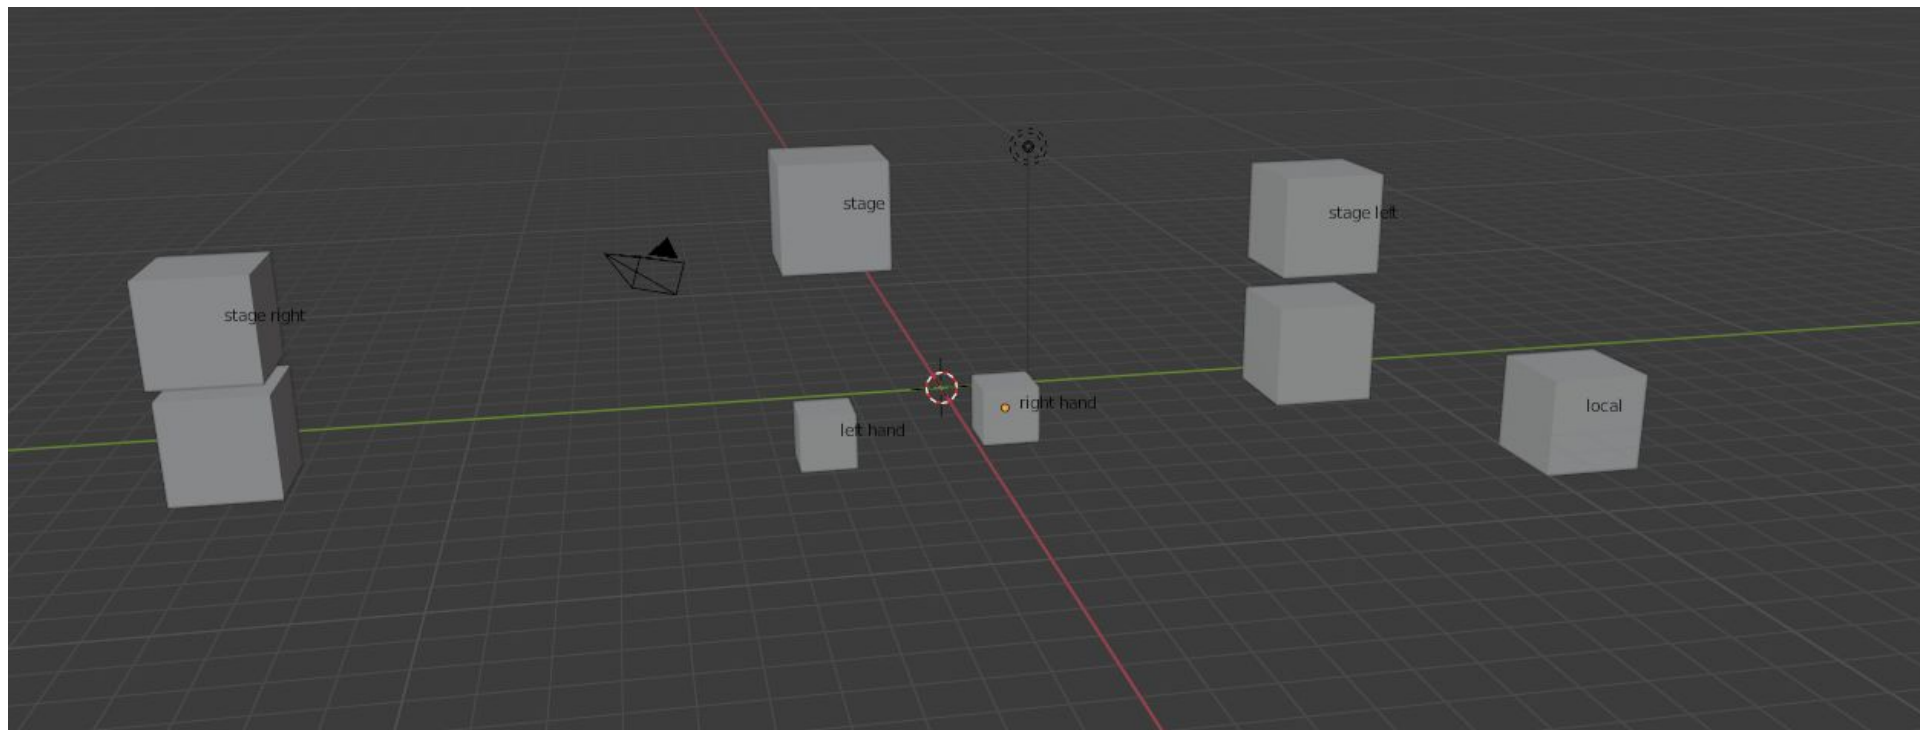 stage
stage left
stage right
local
right hand
left hand